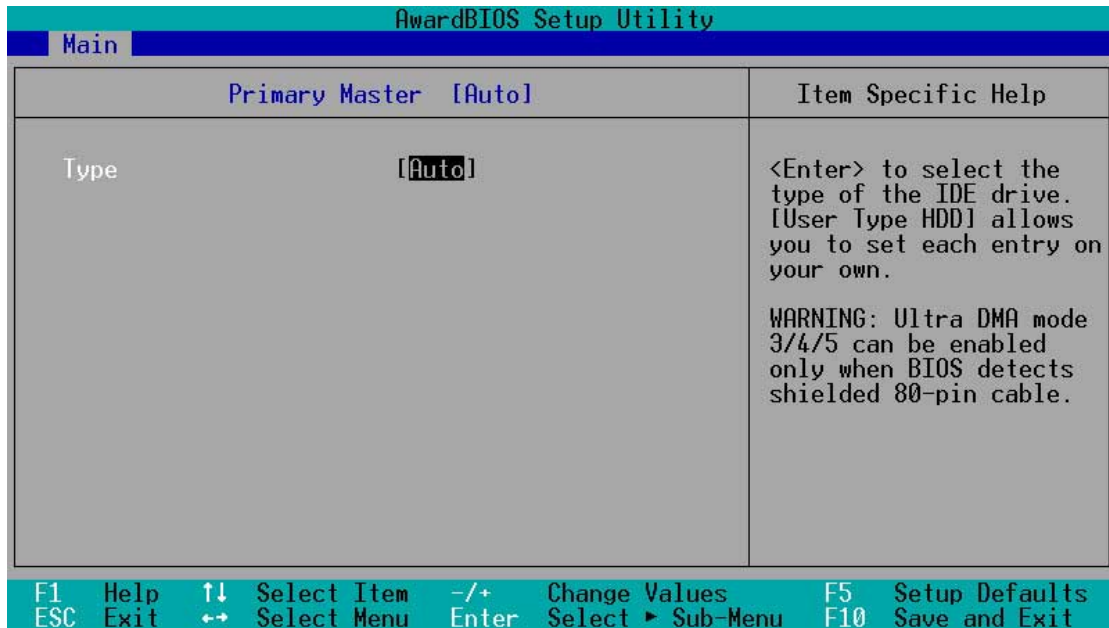 AwardBIOS Setup Utility
Main
Primary Master [Auto]
Item Specific Help
Type [Auto]
<Enter> to select the
type of the IDE drive.
[User Type HDD] allows
you to set each entry on
your own.
WARNING: Ultra DMA mode
3/4/5 can be enabled
only when BIOS detects
shielded 80-pin cable.
F1 Help ↑↓ Select Item -/+ Change Values F5 Setup Defaults
ESC Exit ←→ Select Menu Enter Select ► Sub-Menu F10 Save and Exit